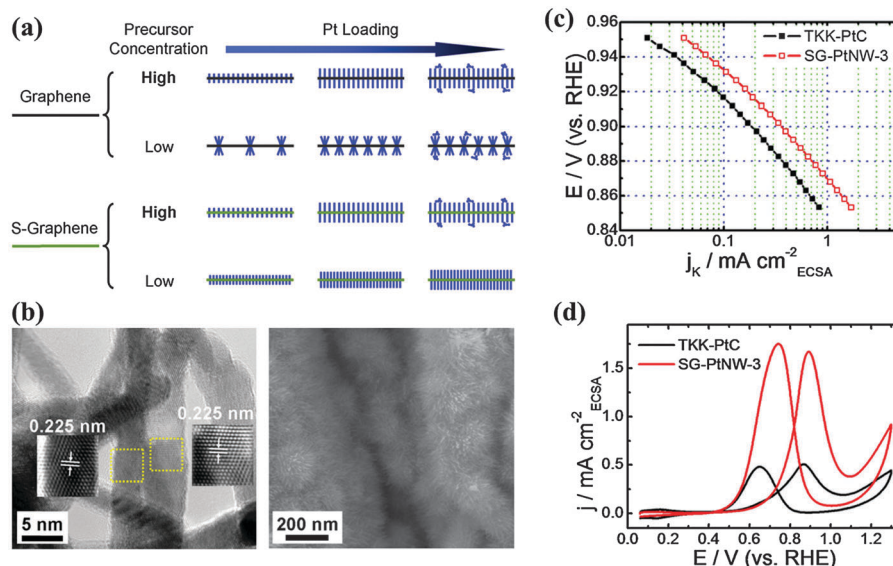 (a)
Precursor
Concentration
Pt Loading
Graphene
High
Low
S-Graphene
High
Low
(b)
0.225 nm
0.225 nm
5 nm
200 nm
(c)
0.96
0.94
0.92
0.90
0.88
0.86
0.84
E / V (vs. RHE)
TKK-PtC
SG-PtNW-3
0.01 0.1 1
jK / mA cm-2 ECSA
(d)
TKK-PtC
SG-PtNW-3
1.5
1.0
0.5
0.0
j / mA cm-2 ECSA
0.0 0.2 0.4 0.6 0.8 1.0 1.2
E / V (vs. RHE)